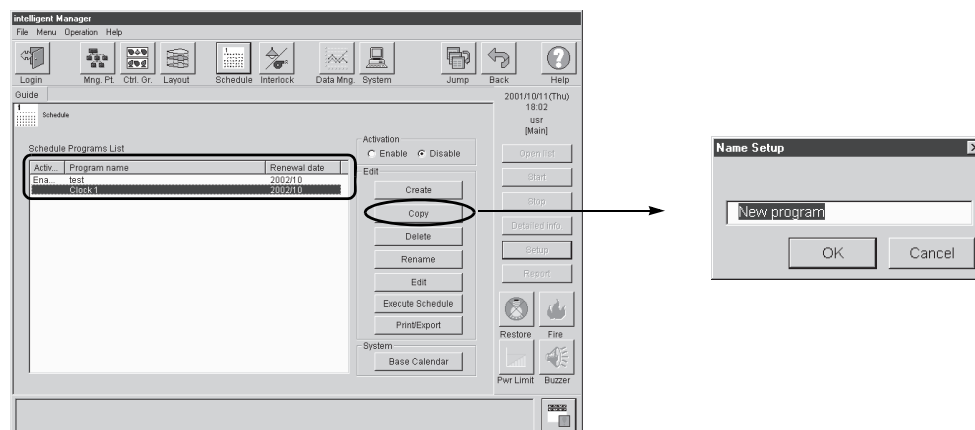 intelligent Manager
File Menu Operation Help
Login Mng. Pt. Ctrl. Gr. Layout Schedule Interlock Data Mng. System Jump Back Help
Guide
2001/10/11(Thu)
18:02
usr
[Main]
1
Schedule
Schedule Programs List
Activ... Program name Renewal date
Ena... test 2002/10
Clock 1 2002/10
Activation
Enable Disable
Edit
Create
Copy
Delete
Rename
Edit
Execute Schedule
Print/Export
System
Base Calendar
Open list
Start
Stop
Detailed info.
Setup
Report
Restore Fire
Pwr Limit Buzzer
Name Setup
New program
OK Cancel